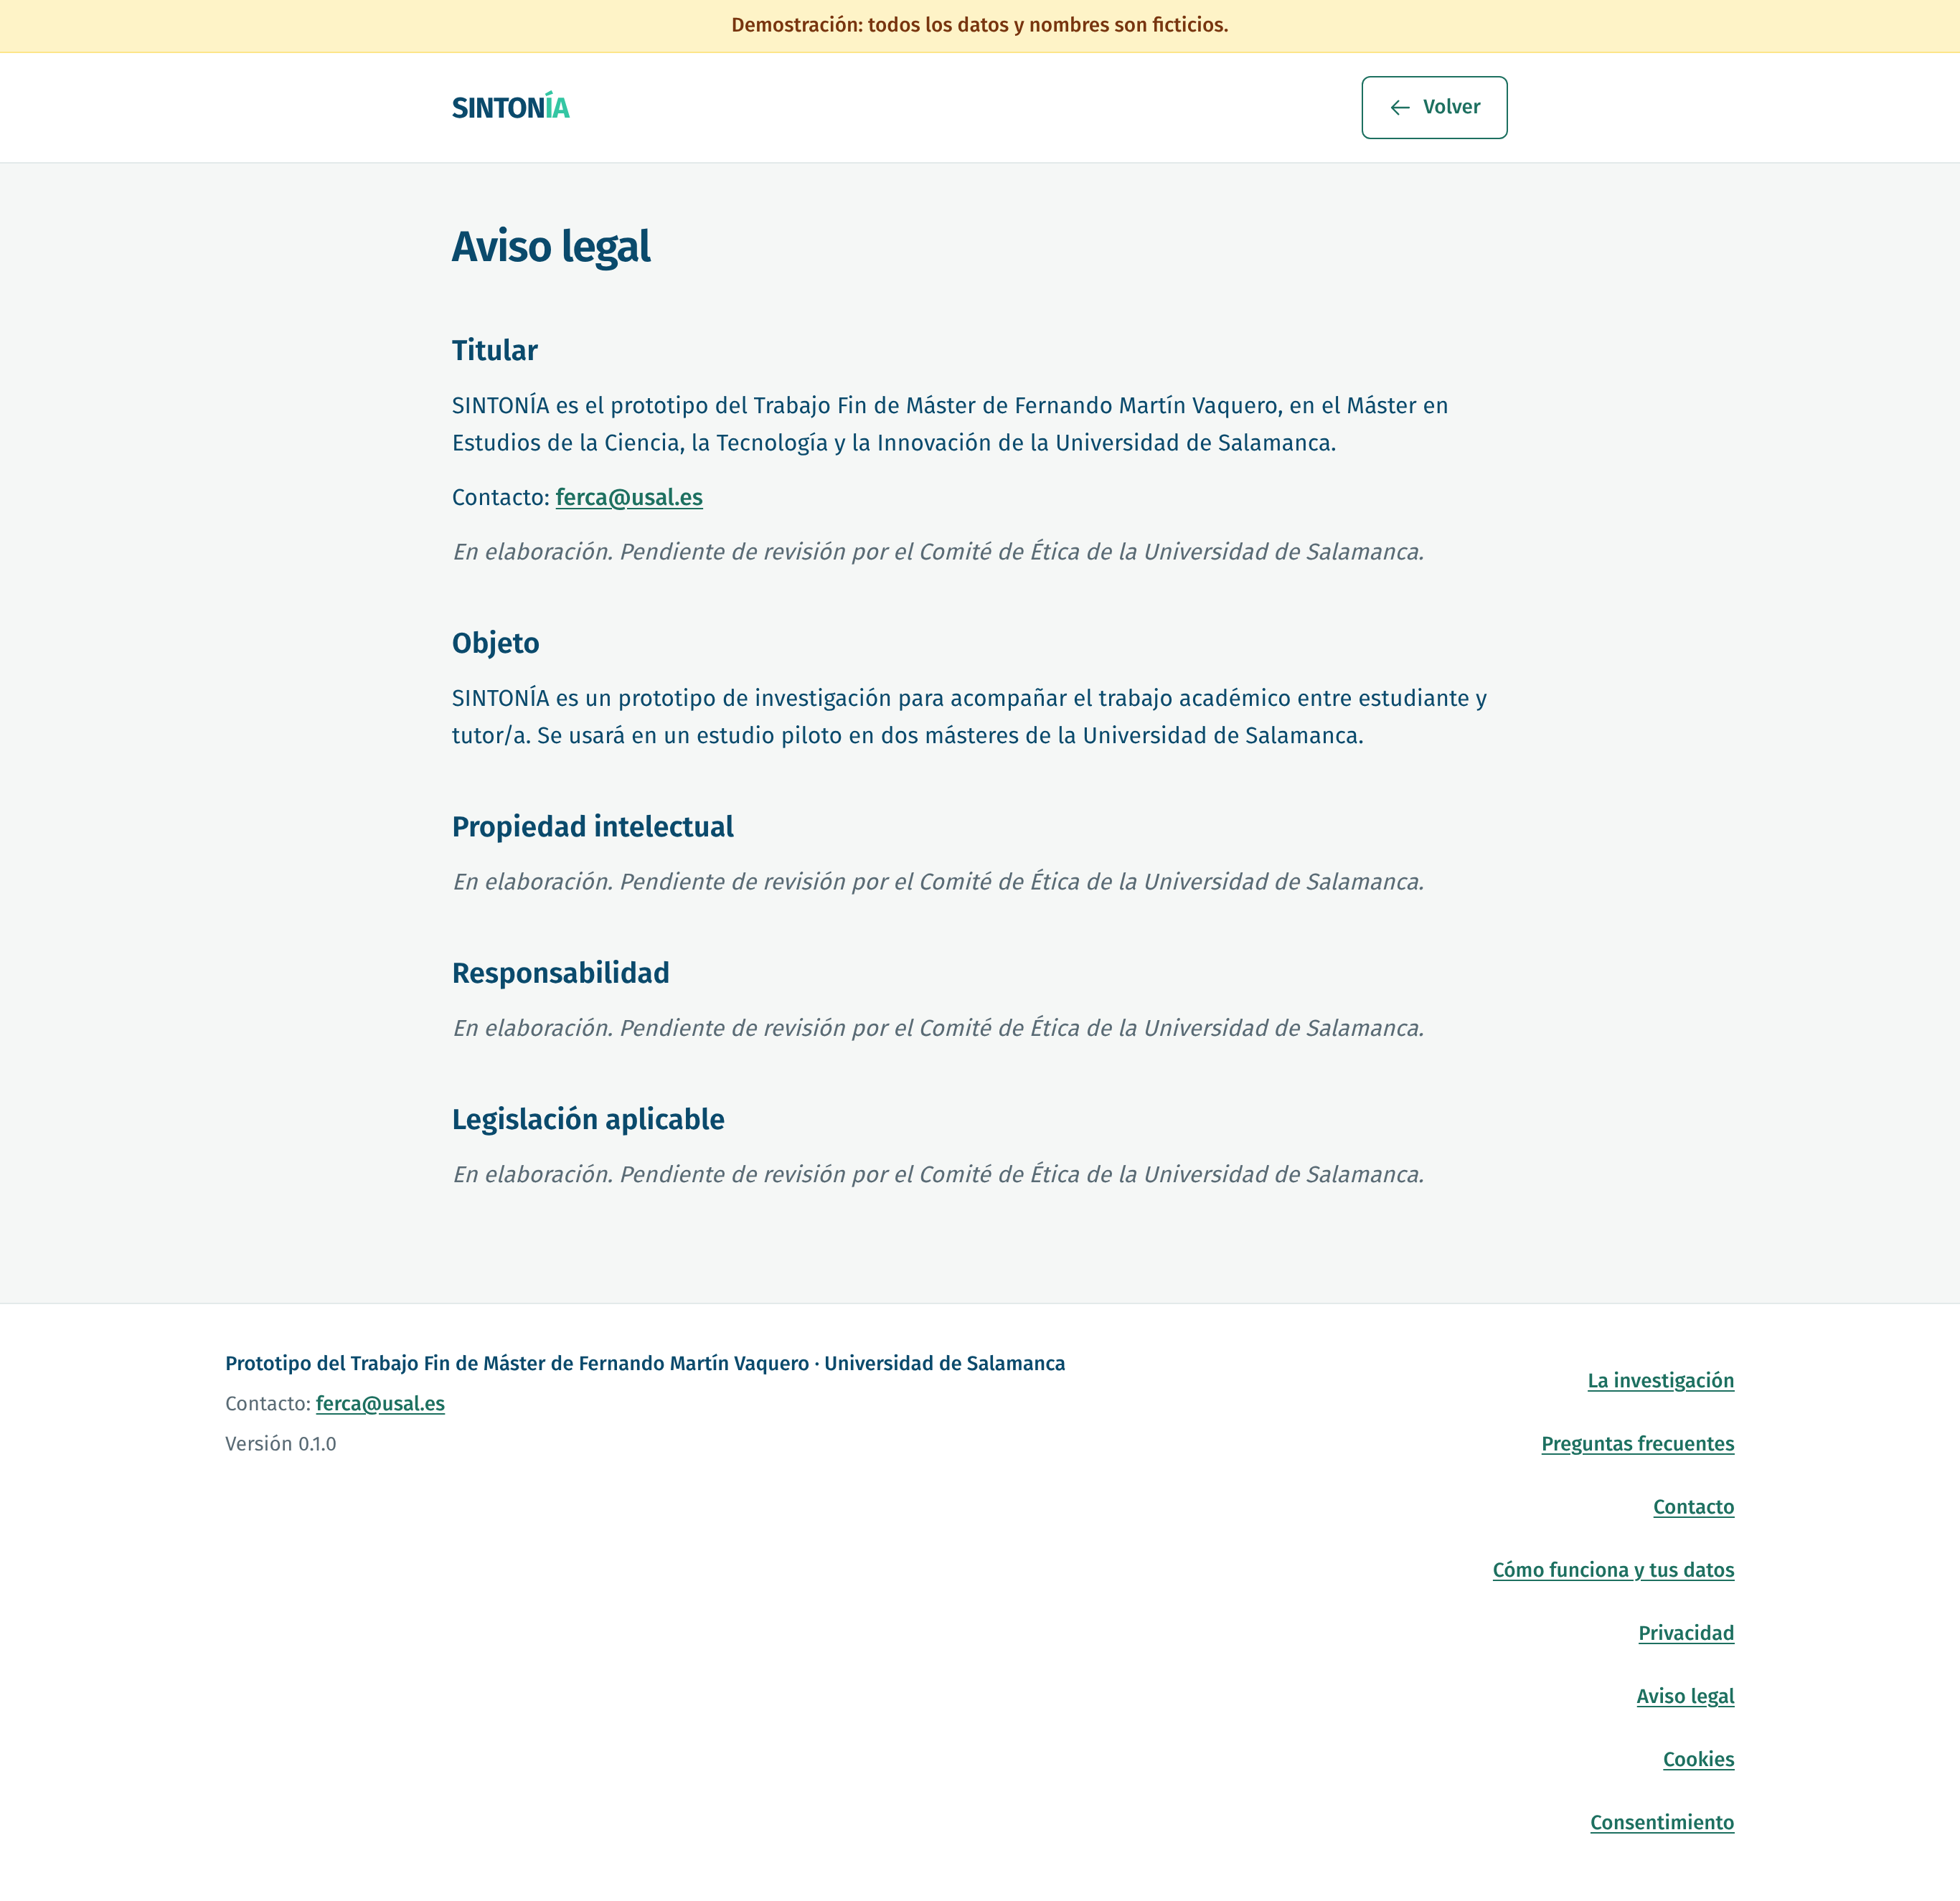 Demostración: todos los datos y nombres son ficticios.
SINTONÍA
Volver
Aviso legal
Titular
SINTONÍA es el prototipo del Trabajo Fin de Máster de Fernando Martín Vaquero, en el Máster en
Estudios de la Ciencia, la Tecnología y la Innovación de la Universidad de Salamanca.
Contacto: ferca@usal.es
En elaboración. Pendiente de revisión por el Comité de Ética de la Universidad de Salamanca.
Objeto
SINTONÍA es un prototipo de investigación para acompañar el trabajo académico entre estudiante y
tutor/a. Se usará en un estudio piloto en dos másteres de la Universidad de Salamanca.
Propiedad intelectual
En elaboración. Pendiente de revisión por el Comité de Ética de la Universidad de Salamanca.
Responsabilidad
En elaboración. Pendiente de revisión por el Comité de Ética de la Universidad de Salamanca.
Legislación aplicable
En elaboración. Pendiente de revisión por el Comité de Ética de la Universidad de Salamanca.
Prototipo del Trabajo Fin de Máster de Fernando Martín Vaquero · Universidad de Salamanca
Contacto: ferca@usal.es
Versión 0.1.0
La investigación
Preguntas frecuentes
Contacto
Cómo funciona y tus datos
Privacidad
Aviso legal
Cookies
Consentimiento